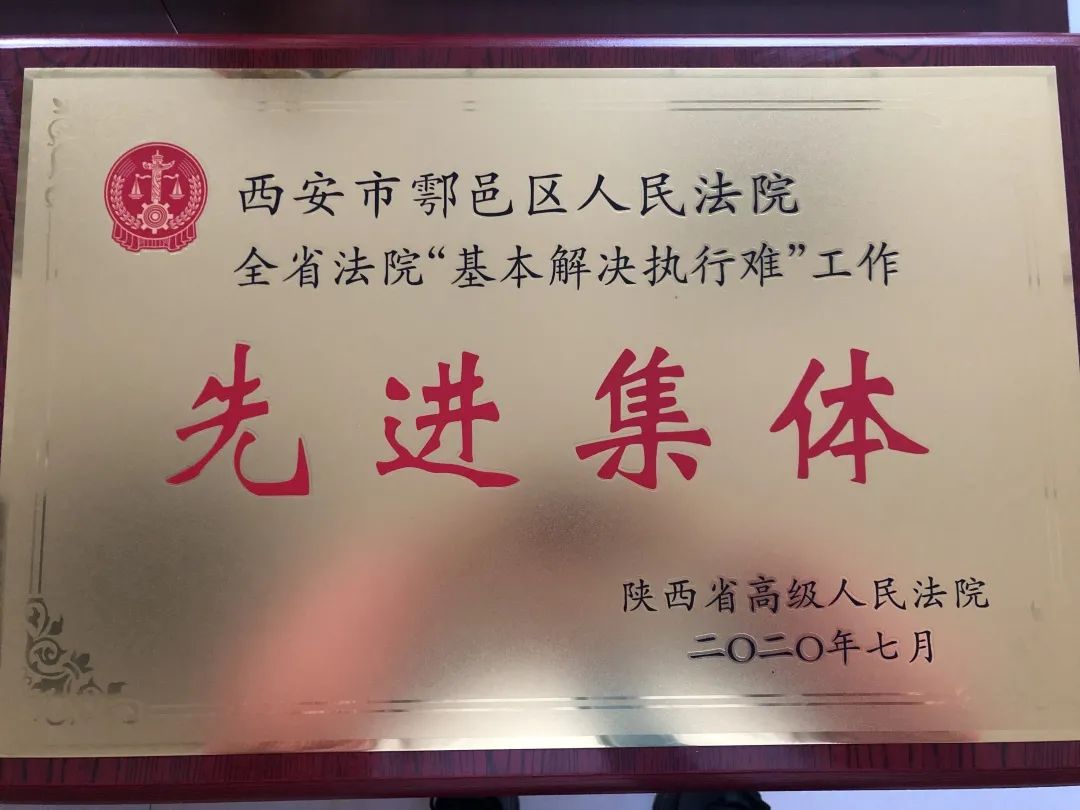 西安市鄠邑区人民法院
全省法院“基本解决执行难”工作
先进集体
陕西省高级人民法院
二〇二〇年七月